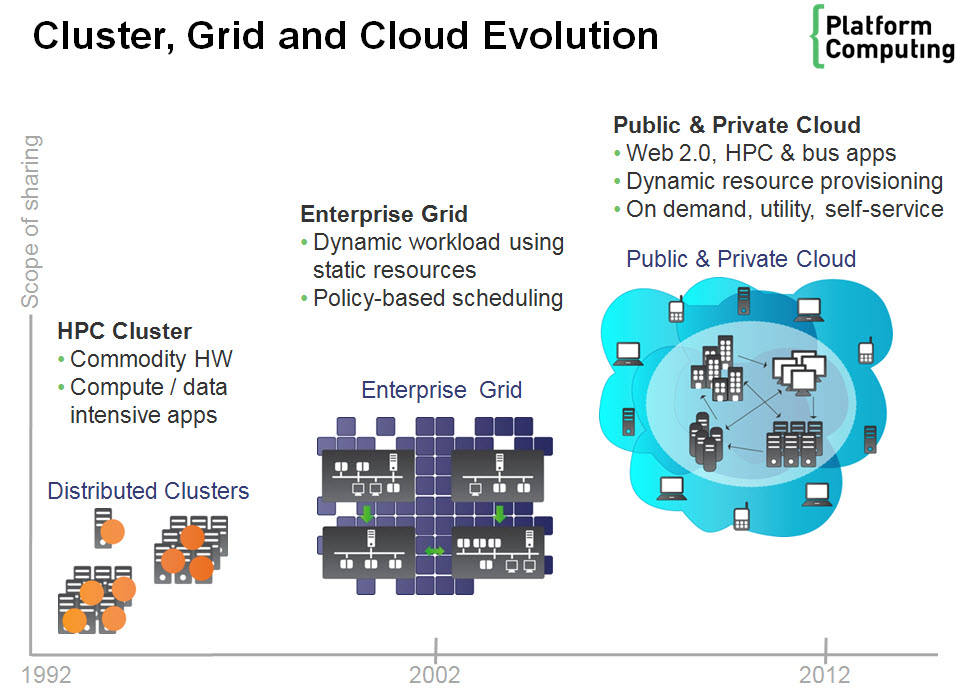 Cluster, Grid and Cloud Evolution
Platform
Computing
Scope of sharing
Public & Private Cloud
• Web 2.0, HPC & bus apps
• Dynamic resource provisioning
• On demand, utility, self-service
Public & Private Cloud
Enterprise Grid
• Dynamic workload using
static resources
• Policy-based scheduling
Enterprise Grid
HPC Cluster
• Commodity HW
• Compute / data
intensive apps
Distributed Clusters
1992
2002
2012